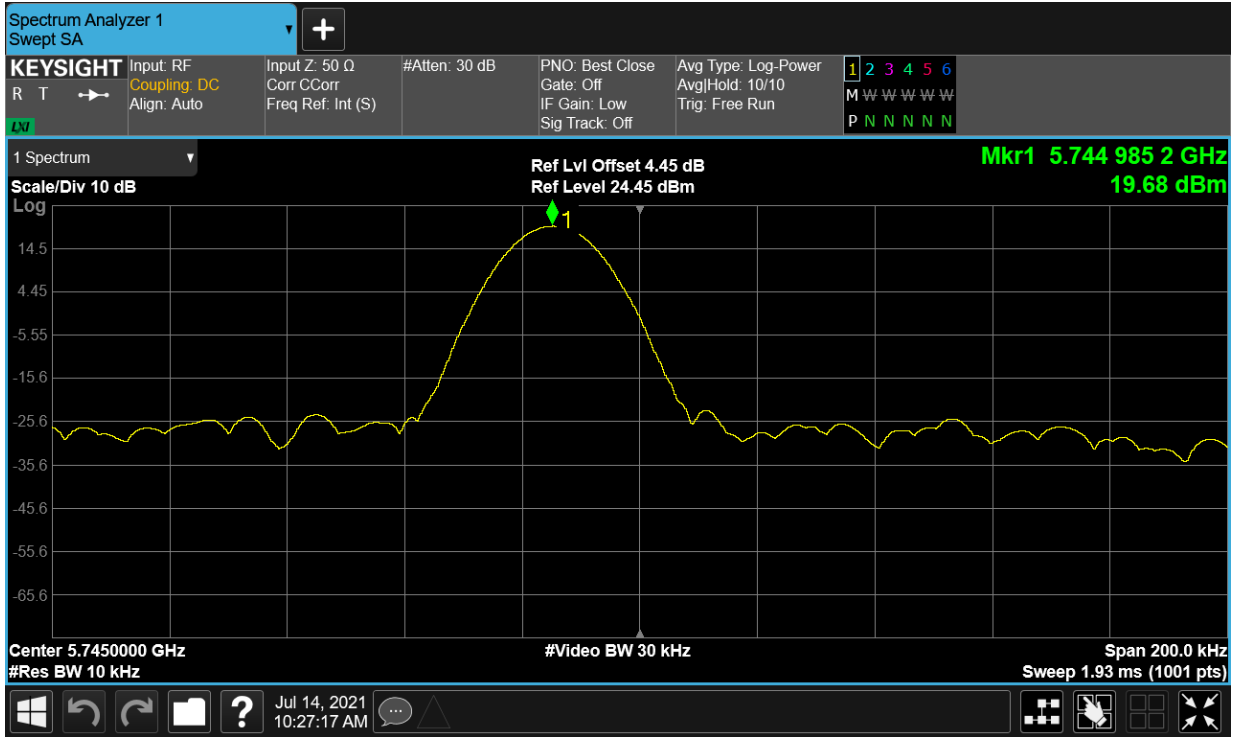 Spectrum Analyzer 1
Swept SA
+
KEYSIGHT
R T
LXI
Input: RF
Coupling: DC
Align: Auto
Input Z: 50 Ω
Corr CCorr
Freq Ref: Int (S)
#Atten: 30 dB
PNO: Best Close
Gate: Off
IF Gain: Low
Sig Track: Off
Avg Type: Log-Power
Avg|Hold: 10/10
Trig: Free Run
1 2 3 4 5 6
M W W W W W
P N N N N N
1 Spectrum
Scale/Div 10 dB
Log
Ref Lvl Offset 4.45 dB
Ref Level 24.45 dBm
Mkr1 5.744 985 2 GHz
19.68 dBm
1
14.5
4.45
-5.55
-15.6
-25.6
-35.6
-45.6
-55.6
-65.6
Center 5.7450000 GHz
#Res BW 10 kHz
#Video BW 30 kHz
Span 200.0 kHz
Sweep 1.93 ms (1001 pts)
?
Jul 14, 2021
10:27:17 AM